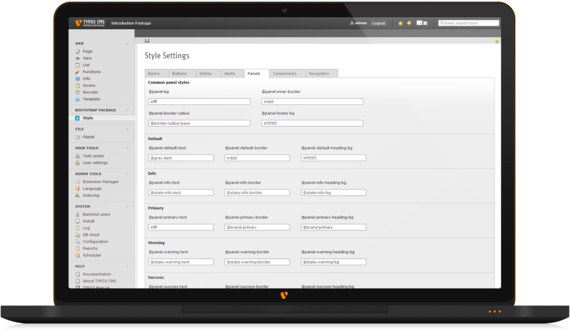 TYPO3 CMS Introduction Package admin Logout
WEB
Page
View
List
Functions
Info
Access
Recycler
Template
BOOTSTRAP PACKAGE
Style
FILE
Filelist
USER TOOLS
Task center
User settings
ADMIN TOOLS
Extension Manager
Language
Indexing
SYSTEM
Backend users
Install
Log
DB check
Configuration
Reports
Scheduler
HELP
Documentation
About TYPO3 CMS
TYPO3 Manual
Style Settings
Basics Buttons States Alerts Panels Components Navigation
Common panel styles
@panel-bg @panel-inner-border
#fff #ddd
@panel-border-radius @panel-footer-bg
@border-radius-base #f5f5f5
Default
@panel-default-text @panel-default-border @panel-default-heading-bg
@gray-dark #ddd #f5f5f5
Info
@panel-info-text @panel-info-border @panel-info-heading-bg
@state-info-text @state-info-border @state-info-bg
Primary
@panel-primary-text @panel-primary-border @panel-primary-heading-bg
#fff @brand-primary @brand-primary
Warning
@panel-warning-text @panel-warning-border @panel-warning-heading-bg
@state-warning-text @state-warning-border @state-warning-bg
Success
@panel-success-text @panel-success-border @panel-success-heading-bg